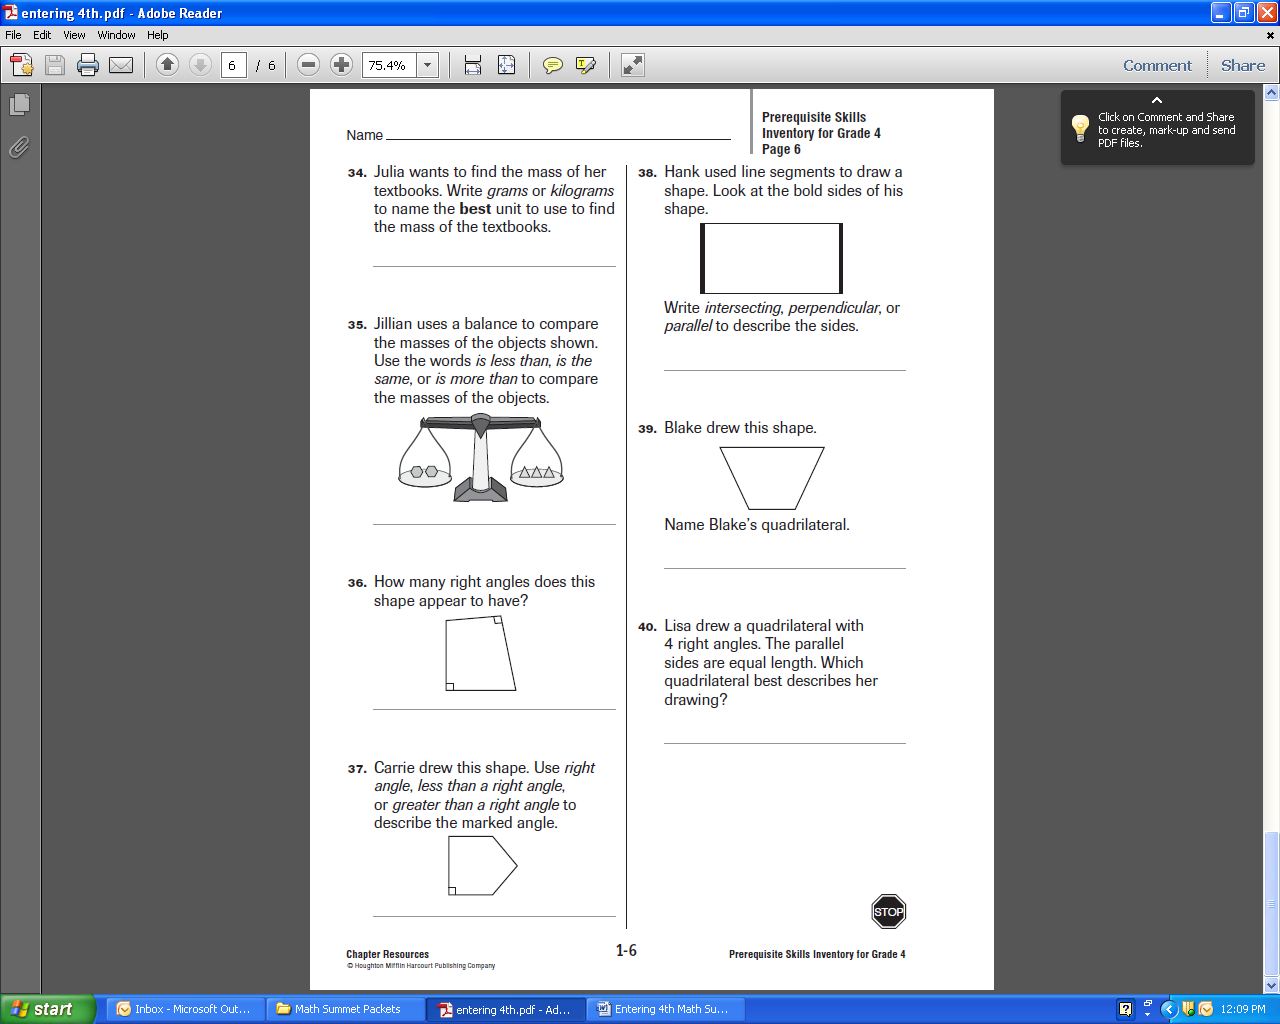 entering 4th.pdf - Adobe Reader
File Edit View Window Help
6 / 6 75.4% Comment Share
Click on Comment and Share
to create, mark-up and send
PDF files.
Name
Prerequisite Skills
Inventory for Grade 4
Page 6
34. Julia wants to find the mass of her
textbooks. Write grams or kilograms
to name the best unit to use to find
the mass of the textbooks.
35. Jillian uses a balance to compare
the masses of the objects shown.
Use the words is less than, is the
same, or is more than to compare
the masses of the objects.
36. How many right angles does this
shape appear to have?
37. Carrie drew this shape. Use right
angle, less than a right angle,
or greater than a right angle to
describe the marked angle.
38. Hank used line segments to draw a
shape. Look at the bold sides of his
shape.
Write intersecting, perpendicular, or
parallel to describe the sides.
39. Blake drew this shape.
Name Blake's quadrilateral.
40. Lisa drew a quadrilateral with
4 right angles. The parallel
sides are equal length. Which
quadrilateral best describes her
drawing?
STOP
Chapter Resources
© Houghton Mifflin Harcourt Publishing Company
1-6
Prerequisite Skills Inventory for Grade 4
start Inbox - Microsoft Out... Math Summet Packets entering 4th.pdf - Ad... Entering 4th Math Su... 12:09 PM